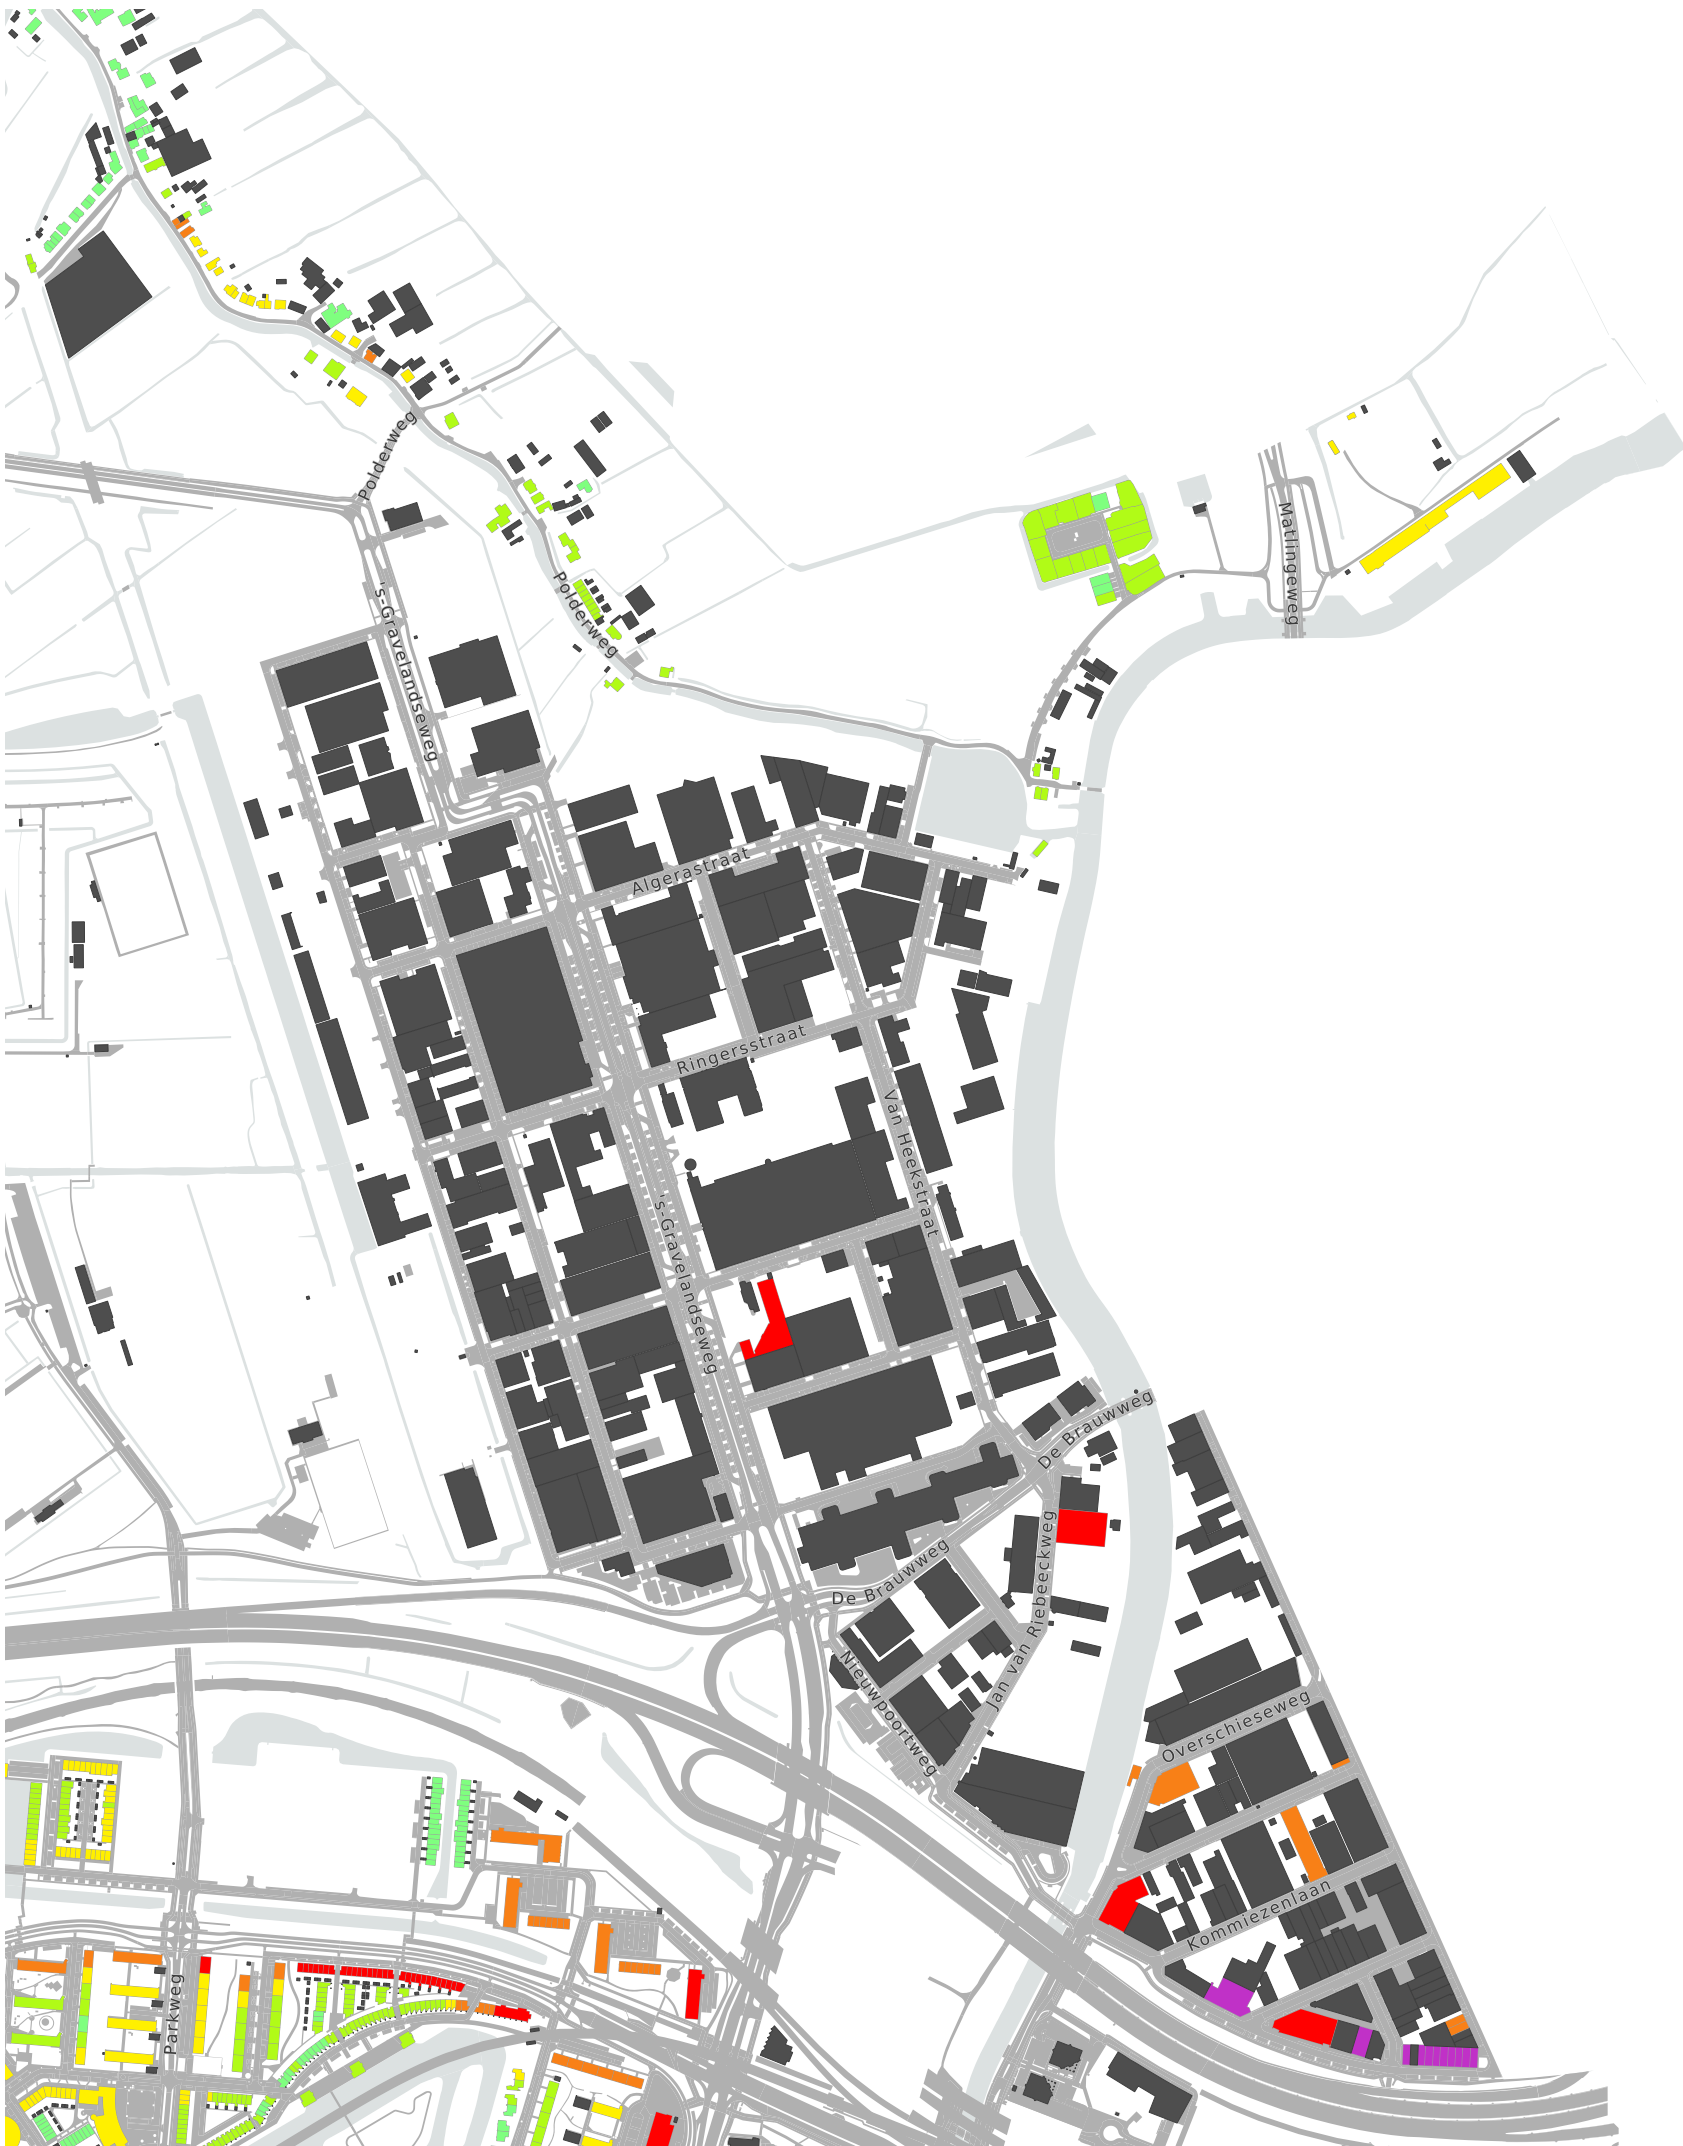 Polderweg
Matlingeweg
Polderweg
's-Gravelandseweg
Algerastraat
Ringersstraat
Van Heekstraat
's-Gravelandseweg
De Brauwweg
Jan van Riebeeckweg
De Brauwweg
Nieuwpoortweg
Overschieseweg
Kommiezenlaan
Parkweg